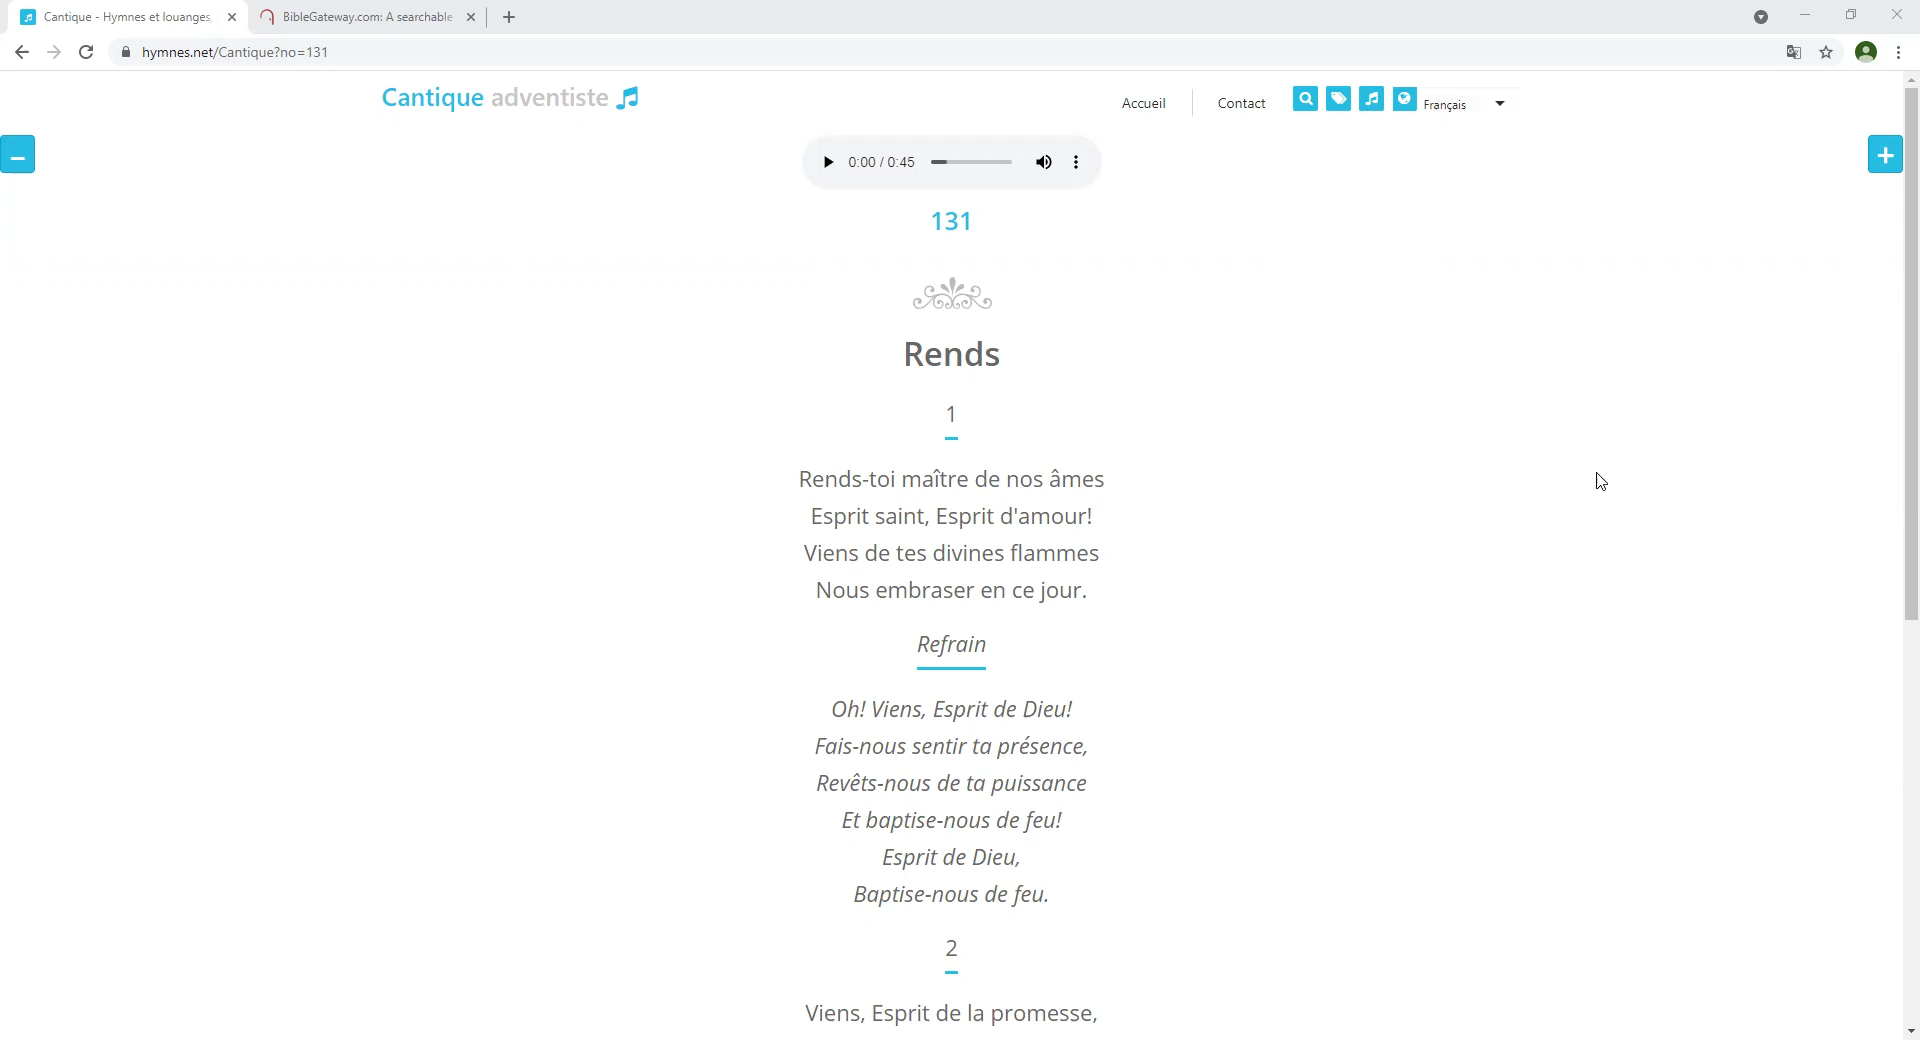 Cantique - Hymnes et louanges,
BibleGateway.com: A searchable
hymnes.net/Cantique?no=131
Cantique adventiste
Accueil
Contact
Français
0:00 / 0:45
131
Rends
1
Rends-toi maître de nos âmes
Esprit saint, Esprit d'amour!
Viens de tes divines flammes
Nous embraser en ce jour.
Refrain
Oh! Viens, Esprit de Dieu!
Fais-nous sentir ta présence,
Revêts-nous de ta puissance
Et baptise-nous de feu!
Esprit de Dieu,
Baptise-nous de feu.
2
Viens, Esprit de la promesse,